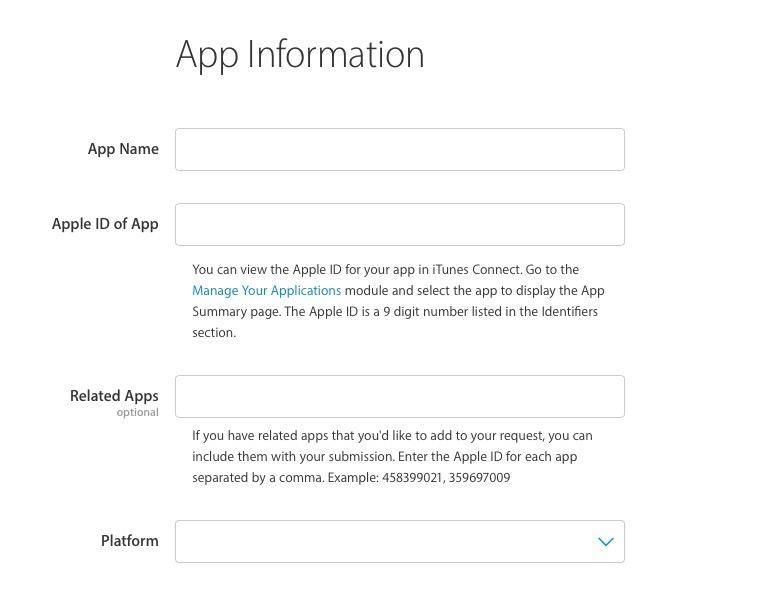 App Information
App Name
Apple ID of App
You can view the Apple ID for your app in iTunes Connect. Go to the
Manage Your Applications module and select the app to display the App
Summary page. The Apple ID is a 9 digit number listed in the Identifiers
section.
Related Apps
optional
If you have related apps that you'd like to add to your request, you can
include them with your submission. Enter the Apple ID for each app
separated by a comma. Example: 458399021, 359697009
Platform